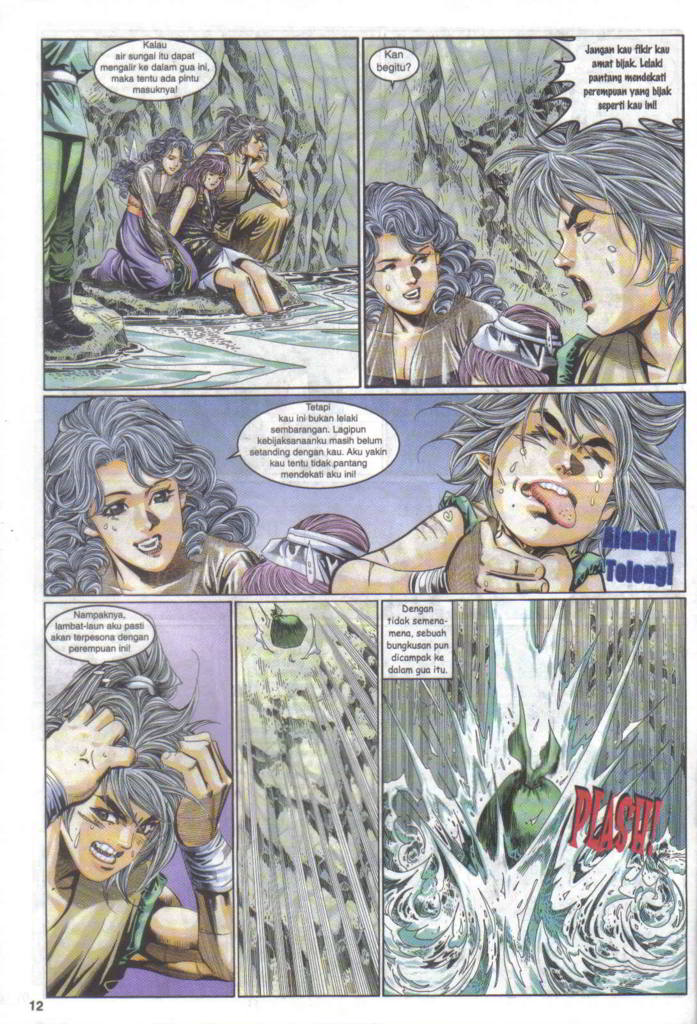 Kalau
air sungai itu dapat
mengalir ke dalam gua ini,
maka tentu ada pintu
masuknya!
Kan
begitu?
Jangan kau fikir kau
amat bijak. Lelaki
pantang mendekati
perempuan yang bijak
seperti kau ini!
Tetapi
kau ini bukan lelaki
sembarangan. Lagipun
kebijaksanaanku masih belum
setanding dengan kau. Aku yakin
kau tentu tidak pantang
mendekati aku ini!
Alamak!
Tolong!
Nampaknya,
lambat-laun aku pasti
akan terpesona dengan
perempuan ini!
Dengan
tidak semena-
mena, sebuah
bungkusan pun
dicampak ke
dalam gua itu.
PLASH!
12